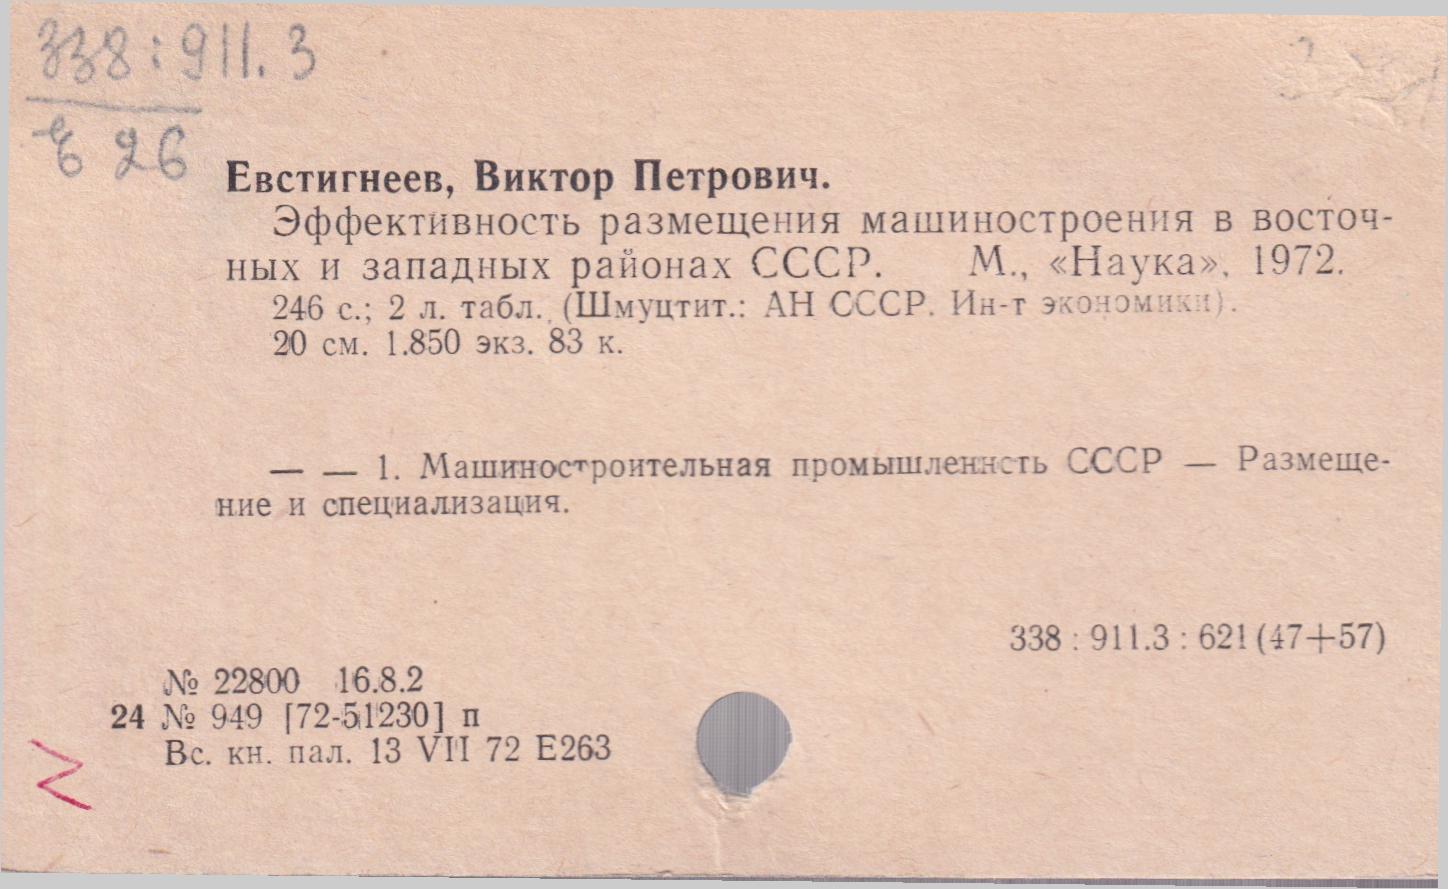 338:911.3
Е 26
Евстигнеев, Виктор Петрович.
Эффективность размещения машиностроения в восточ-
ных и западных районах СССР. М., «Наука», 1972.
246 с.; 2 л. табл. (Шмуцтит.: АН СССР. Ин-т экономики).
20 см. 1.850 экз. 83 к.
— — 1. Машиностроительная промышленнсть СССР — Размеще-
ние и специализация.
338 : 911.3 : 621 (47+57)
№ 22800 16.8.2
24 № 949 [72-51230] п
Вс. кн. пал. 13 VII 72 Е263